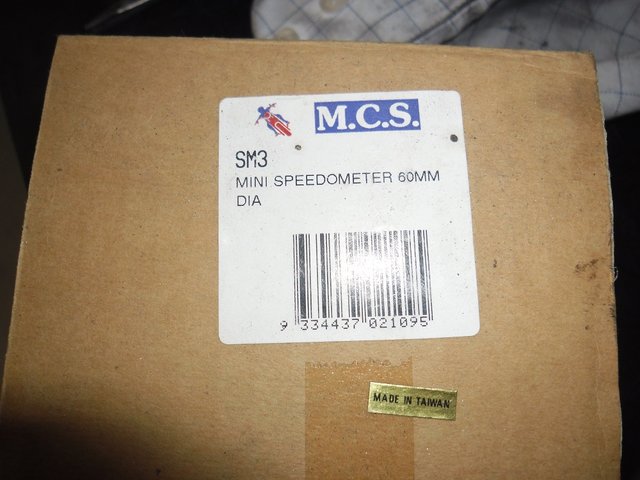 M.C.S.
SM3
MINI SPEEDOMETER 60MM
DIA
9 334437 021095
MADE IN TAIWAN